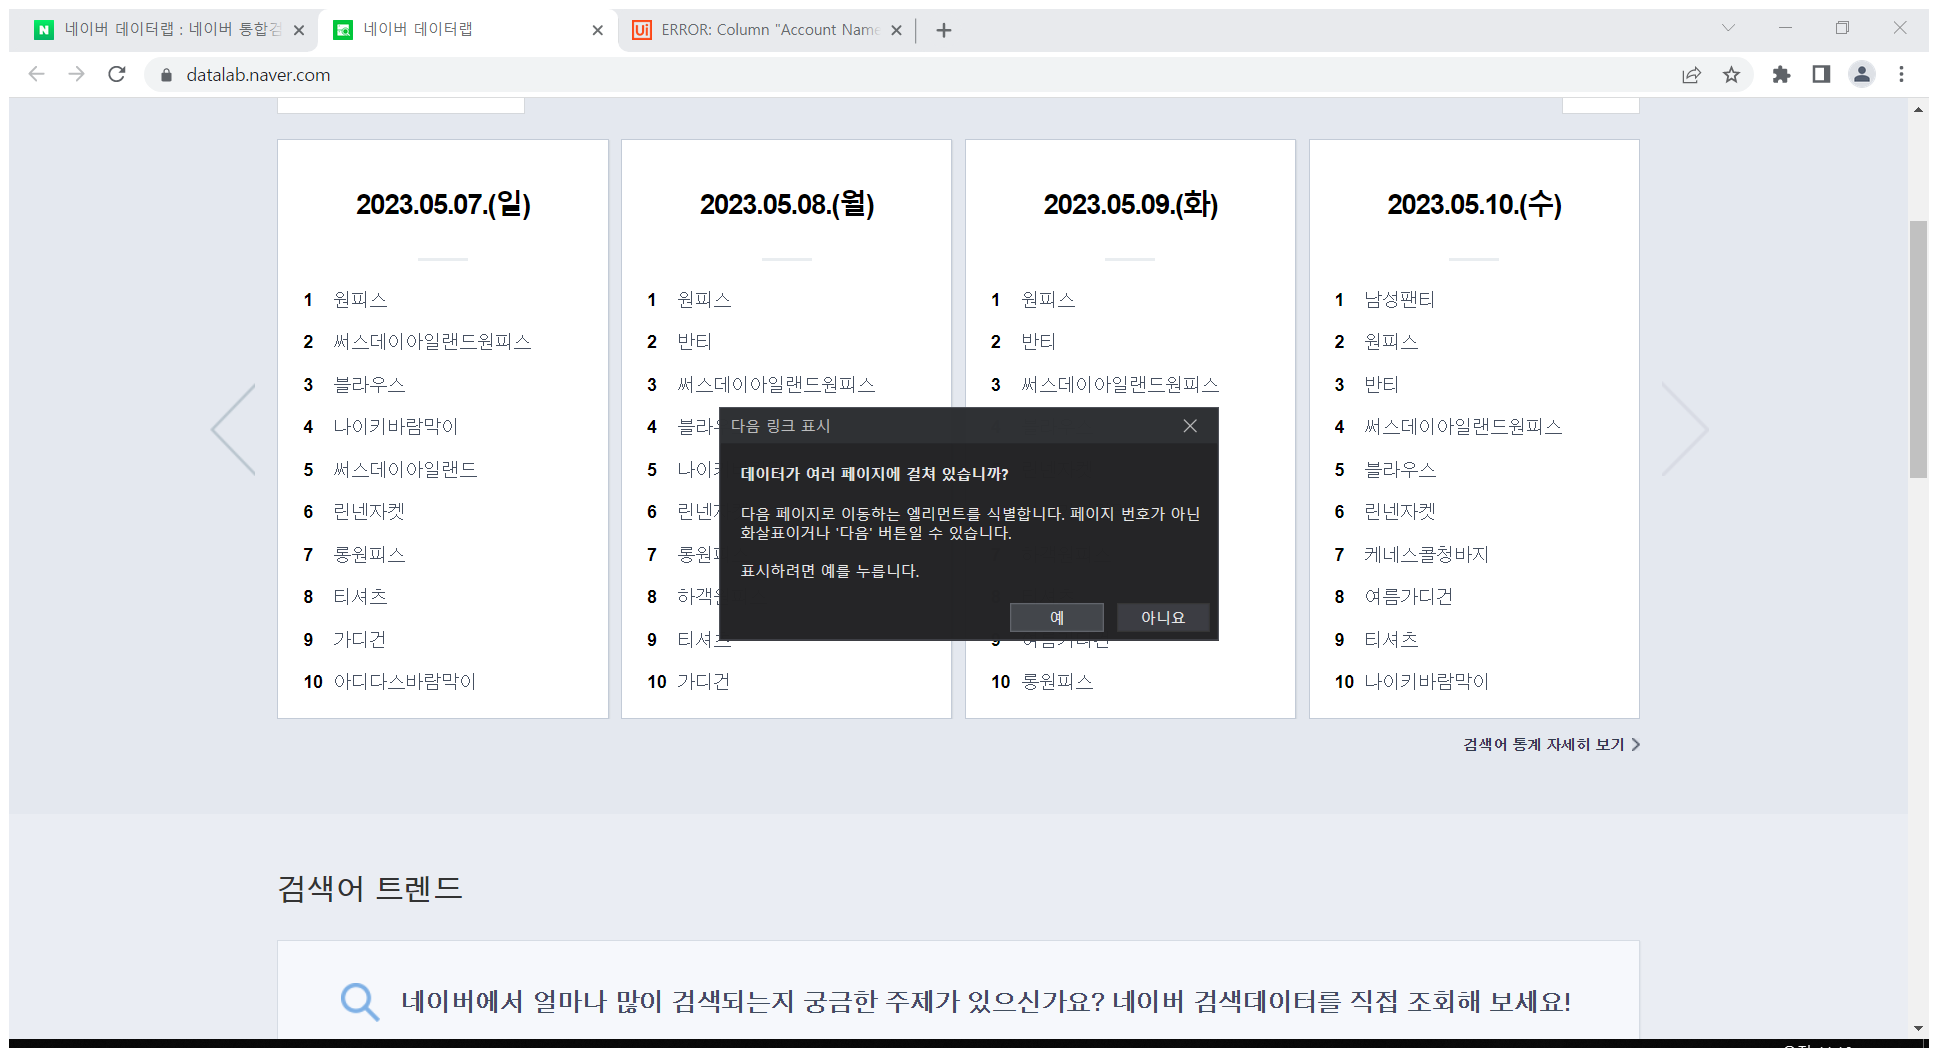 네이버 데이터랩 : 네이버 통합검
네이버 데이터랩
ERROR: Column "Account Name
datalab.naver.com
2023.05.07.(일)
1 원피스
2 써스데이아일랜드원피스
3 블라우스
4 나이키바람막이
5 써스데이아일랜드
6 린넨자켓
7 롱원피스
8 티셔츠
9 가디건
10 아디다스바람막이
2023.05.08.(월)
1 원피스
2 반티
3 써스데이아일랜드원피스
4 블라
5 나이키
6 린넨
7 롱원
8 하객
9 티셔츠
10 가디건
2023.05.09.(화)
1 원피스
2 반티
3 써스데이아일랜드원피스
9 여름가디건
10 롱원피스
2023.05.10.(수)
1 남성팬티
2 원피스
3 반티
4 써스데이아일랜드원피스
5 블라우스
6 린넨자켓
7 케네스콜청바지
8 여름가디건
9 티셔츠
10 나이키바람막이
다음 링크 표시
데이터가 여러 페이지에 걸쳐 있습니까?
다음 페이지로 이동하는 엘리먼트를 식별합니다. 페이지 번호가 아닌
화살표이거나 '다음' 버튼일 수 있습니다.
표시하려면 예를 누릅니다.
예
아니요
검색어 통계 자세히 보기
검색어 트렌드
네이버에서 얼마나 많이 검색되는지 궁금한 주제가 있으신가요? 네이버 검색데이터를 직접 조회해 보세요!